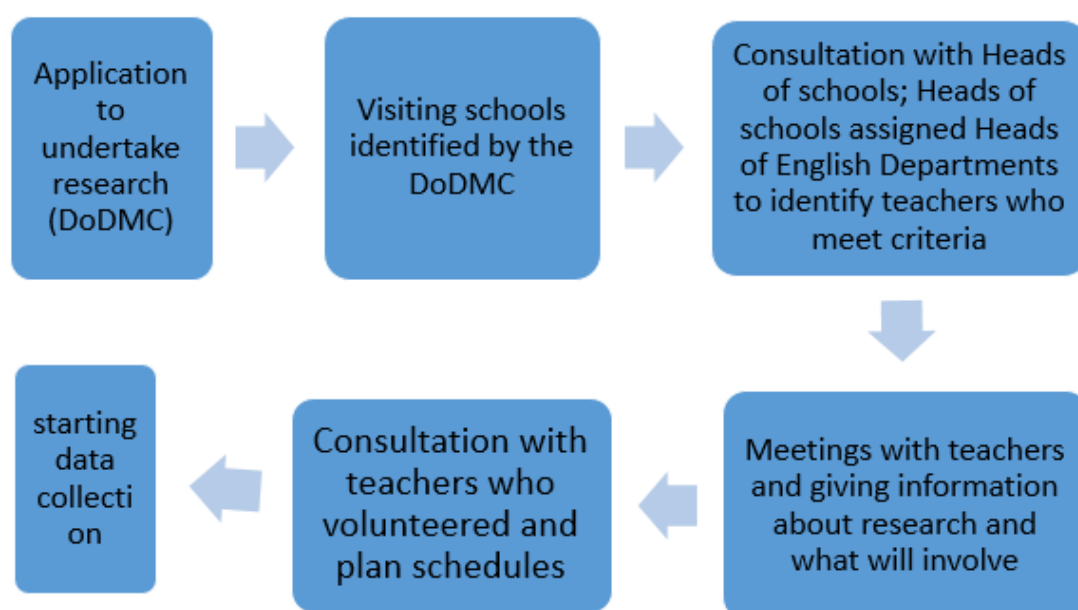 Application
to
undertake
research
(DoDMC)
Visiting schools
identified by the
DoDMC
Consultation with Heads
of schools; Heads of
schools assigned Heads
of English Departments
to identify teachers who
meet criteria
Meetings with teachers
and giving information
about research and
what will involve
Consultation with
teachers who
volunteered and
plan schedules
starting
data
collecti
on